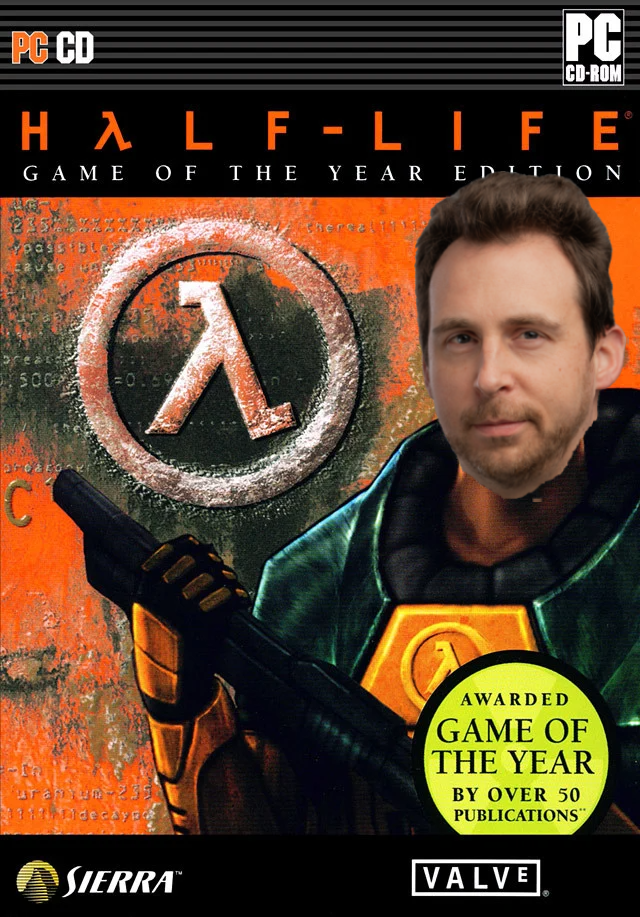 PC CD
PC
CD-ROM
HλLF-LIFE®
GAME OF THE YEAR EDITION
AWARDED
GAME OF
THE YEAR
BY OVER 50
PUBLICATIONS
SIERRA™
VALVE®